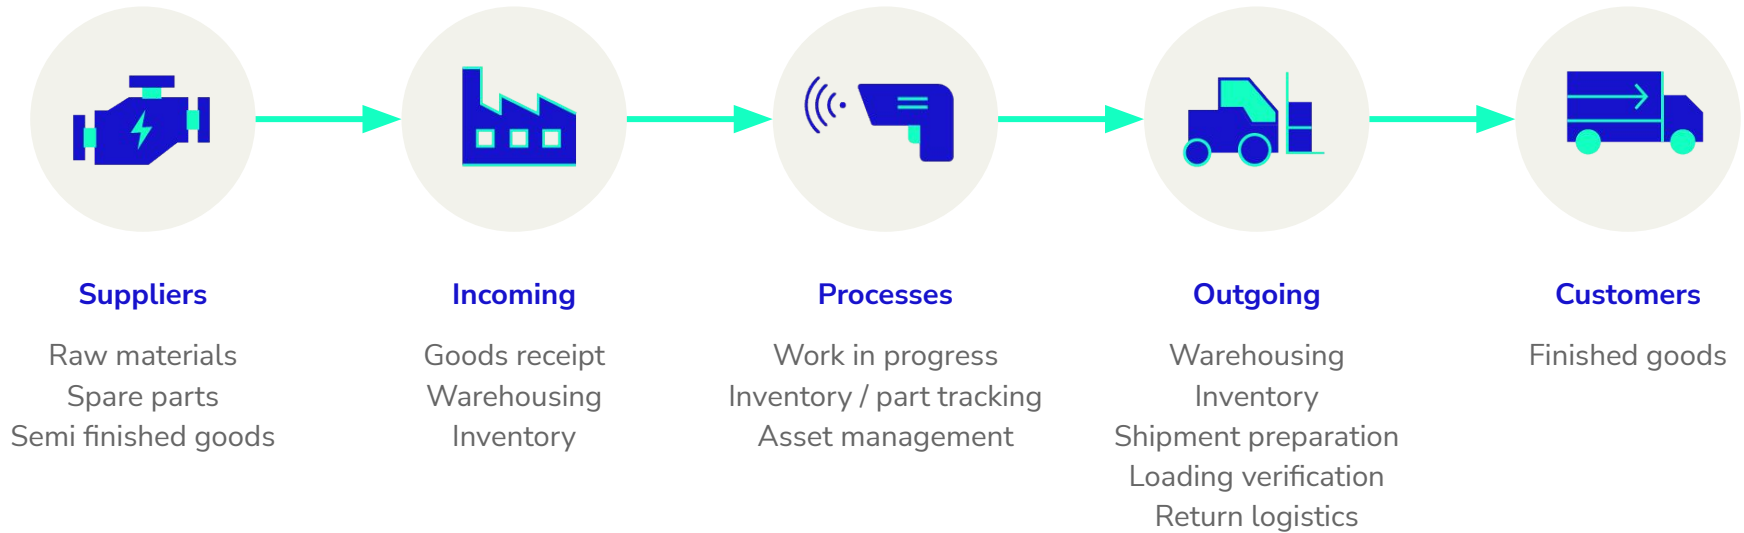 Suppliers
Raw materials
Spare parts
Semi finished goods
Incoming
Goods receipt
Warehousing
Inventory
Processes
Work in progress
Inventory / part tracking
Asset management
Outgoing
Warehousing
Inventory
Shipment preparation
Loading verification
Return logistics
Customers
Finished goods